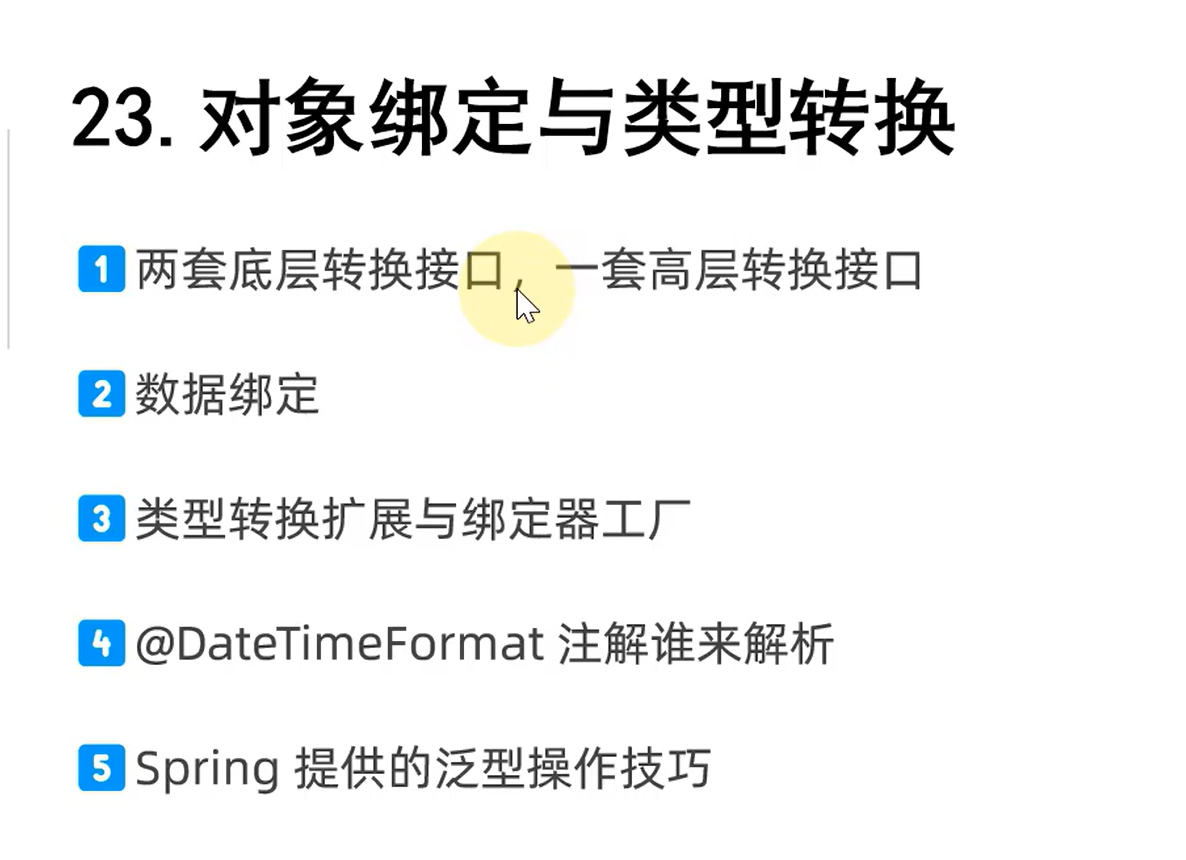 23. 对象绑定与类型转换
1 两套底层转换接口，一套高层转换接口
2 数据绑定
3 类型转换扩展与绑定器工厂
4 @DateTimeFormat 注解谁来解析
5 Spring 提供的泛型操作技巧